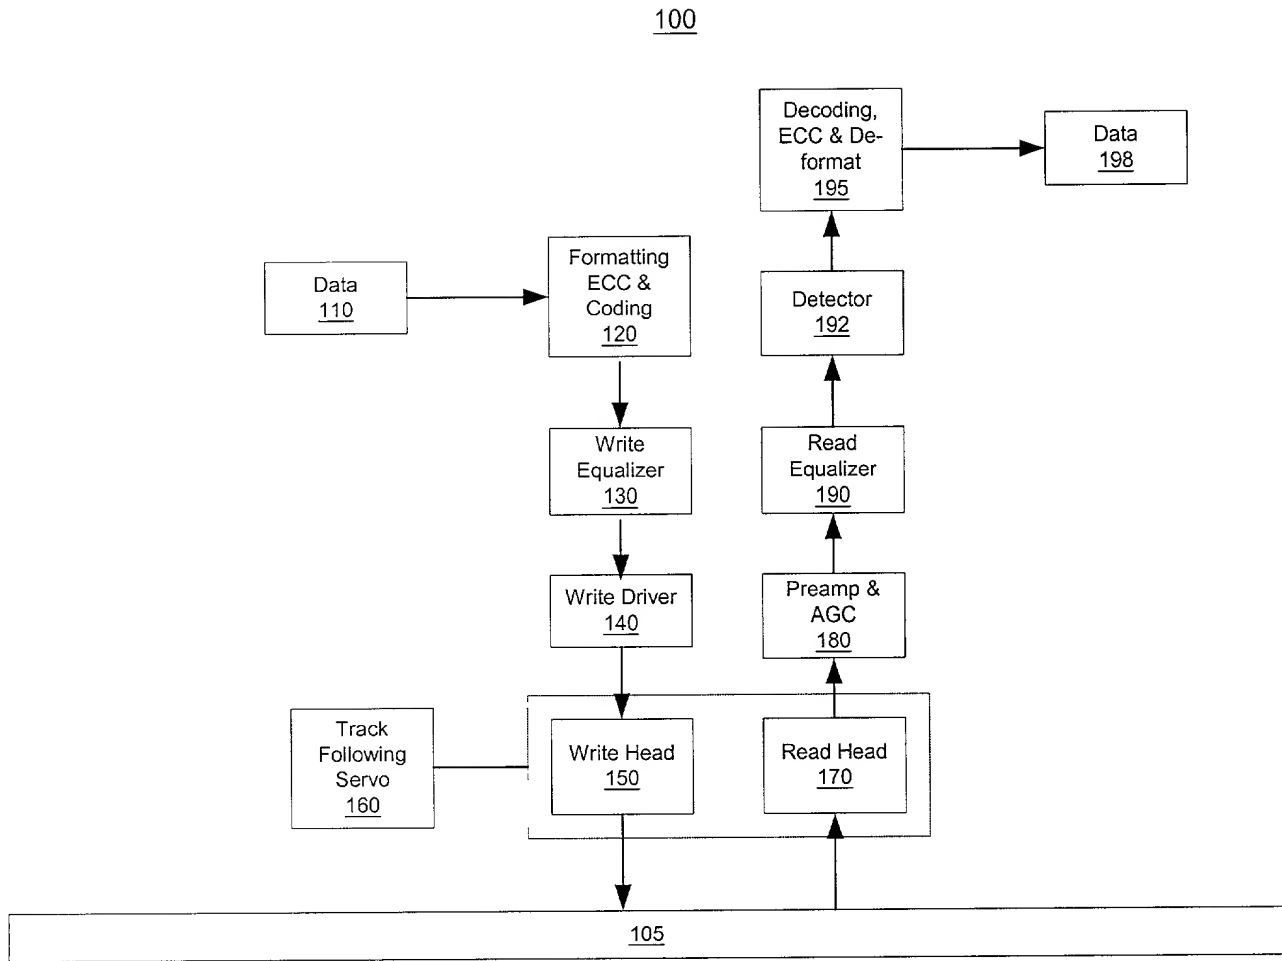 100
Decoding,
ECC & De-
format
195
Data
198
Formatting
ECC &
Coding
120
Data
110
Detector
192
Write
Equalizer
130
Read
Equalizer
190
Write Driver
140
Preamp &
AGC
180
Track
Following
Servo
160
Write Head
150
Read Head
170
105